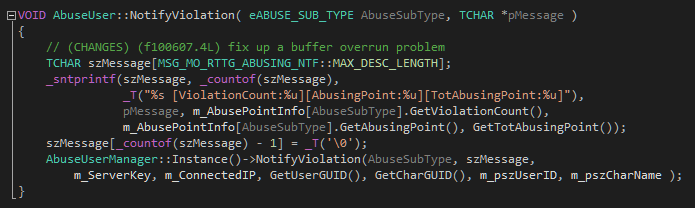 VOID AbuseUser::NotifyViolation( eABUSE_SUB_TYPE AbuseSubType, TCHAR *pMessage )
{
// (CHANGES) (f100607.4L) fix up a buffer overrun problem
TCHAR szMessage[MSG_MO_RTTG_ABUSING_NTF::MAX_DESC_LENGTH];
_sntprintf(szMessage, _countof(szMessage),
_T("%s [ViolationCount:%u][AbusingPoint:%u][TotAbusingPoint:%u]"),
pMessage, m_AbusePointInfo[AbuseSubType].GetViolationCount(),
m_AbusePointInfo[AbuseSubType].GetAbusingPoint(), GetTotAbusingPoint());
szMessage[_countof(szMessage) - 1] = _T('\0');
AbuseUserManager::Instance()->NotifyViolation(AbuseSubType, szMessage,
m_ServerKey, m_ConnectedIP, GetUserGUID(), GetCharGUID(), m_pszUserID, m_pszCharName );
}